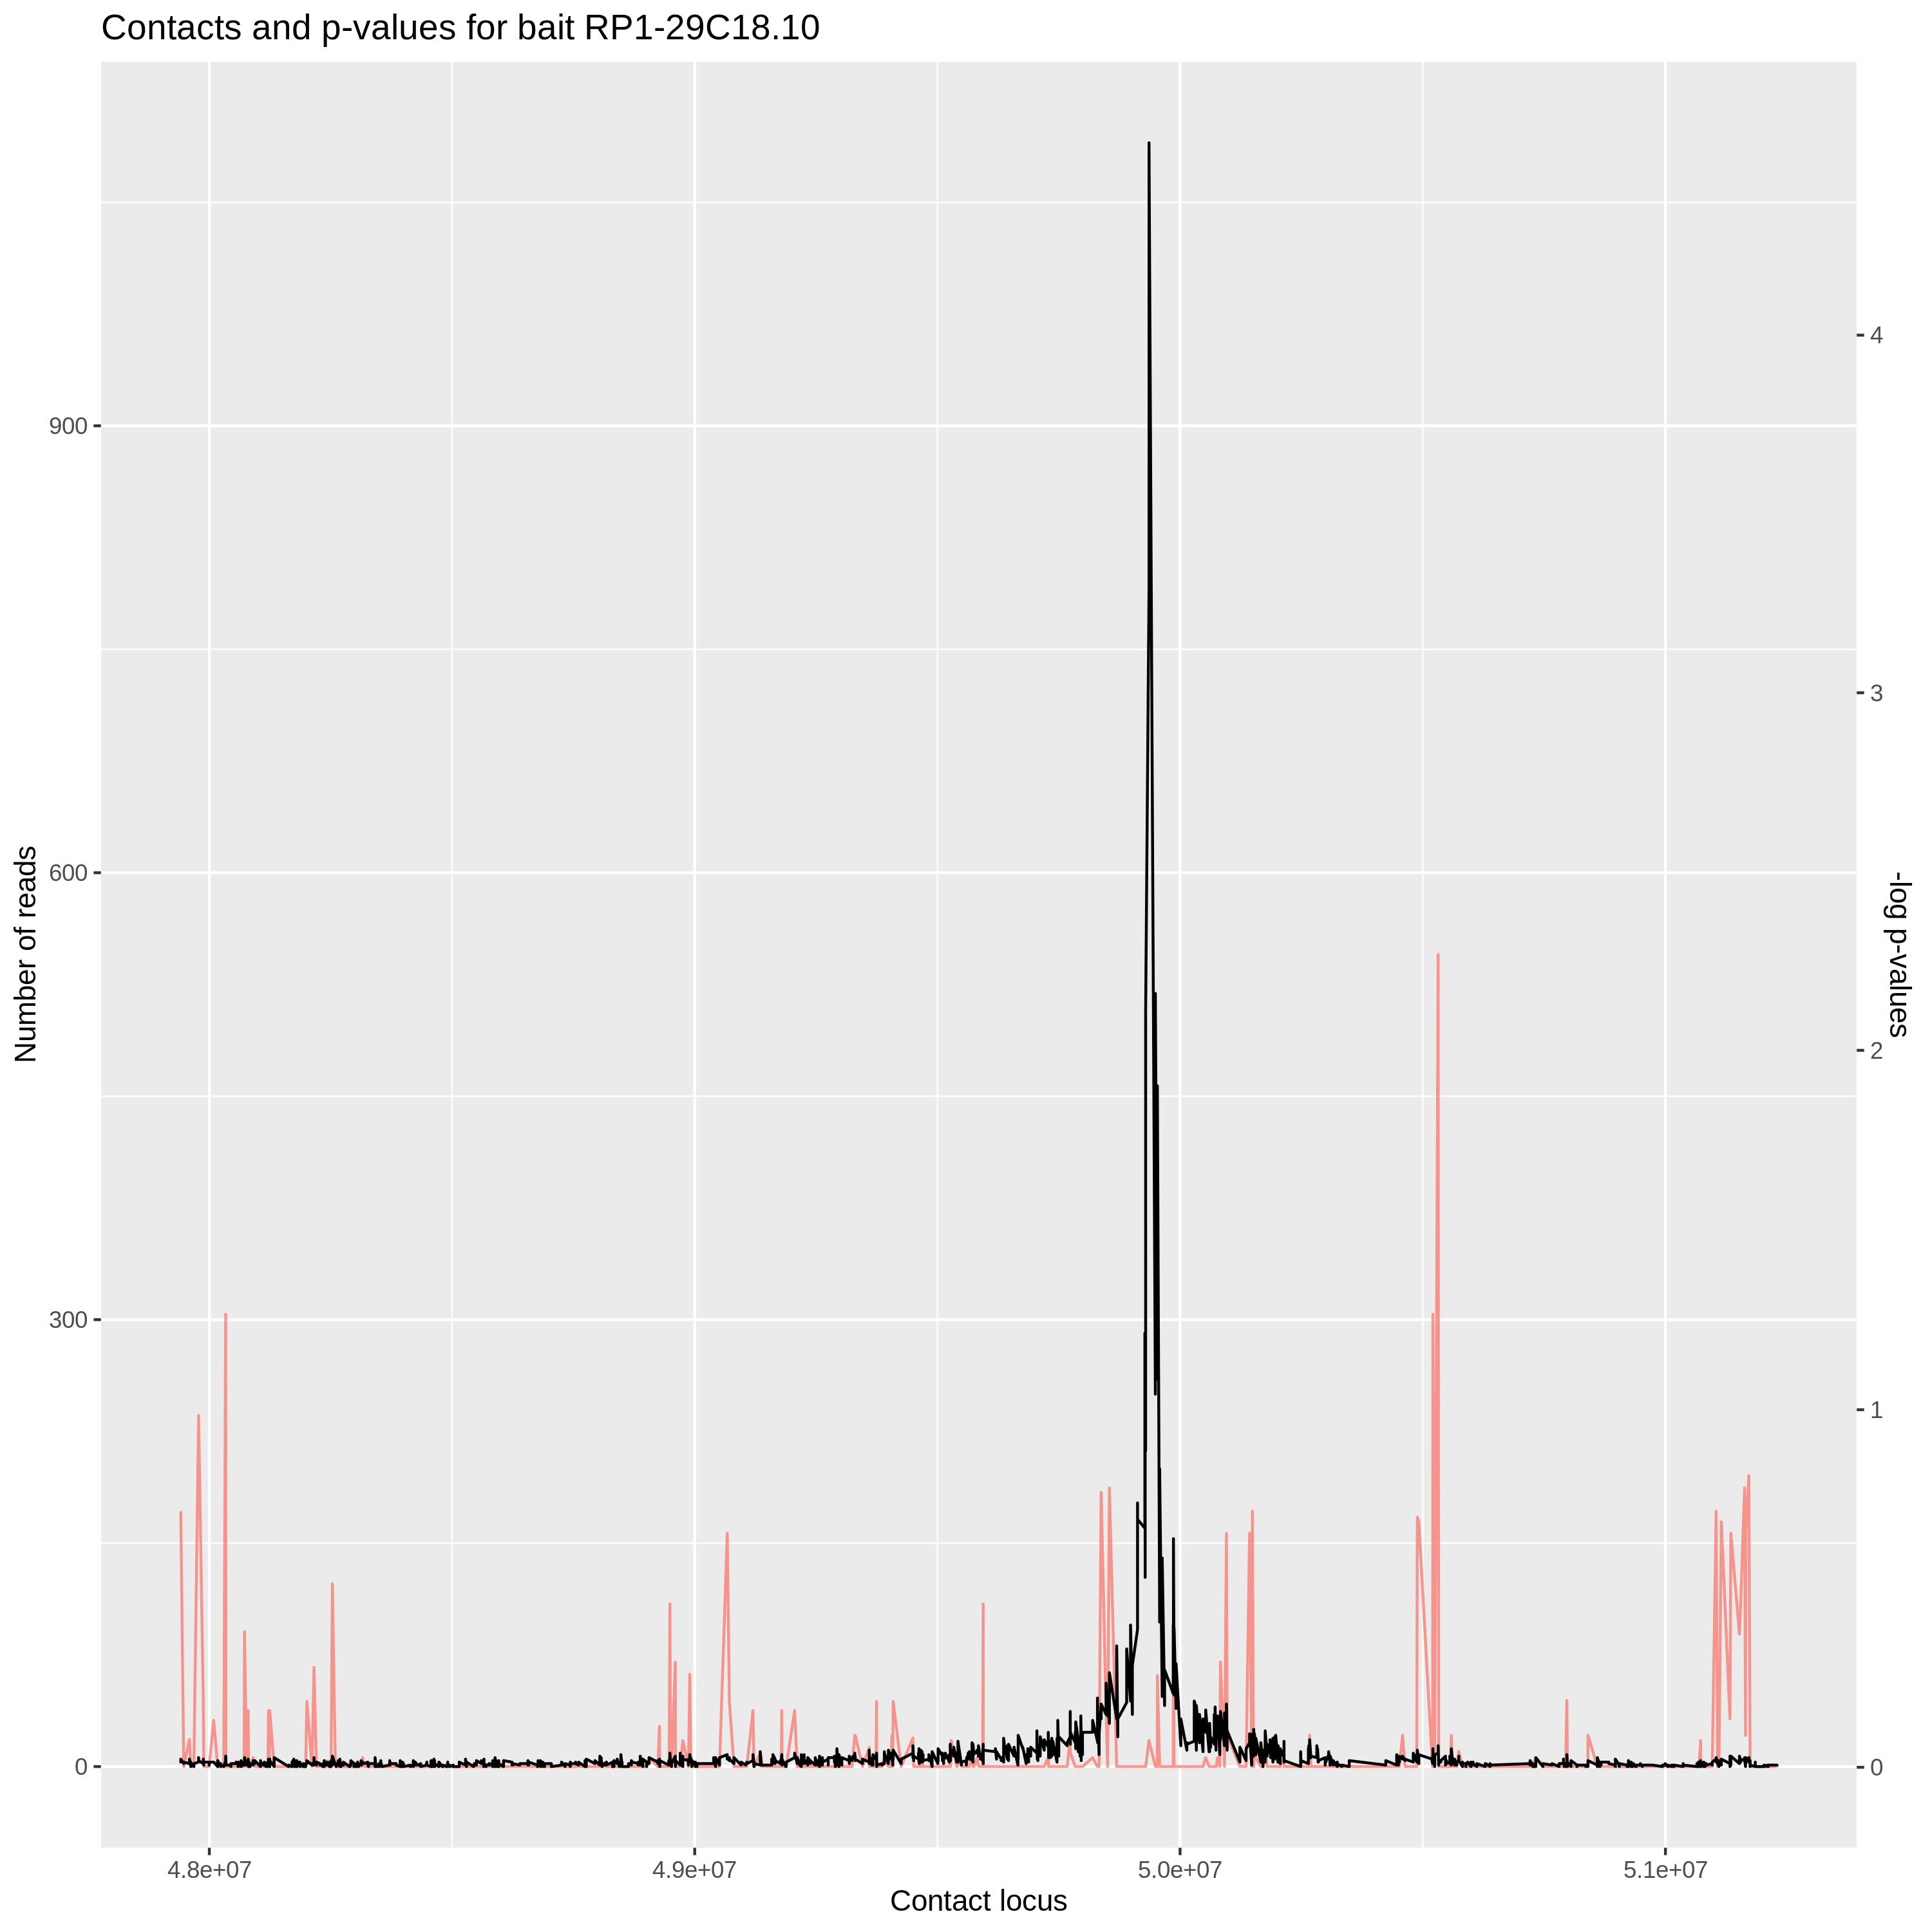 Contacts and p-values for bait RP1-29C18.10
Number of reads
900
600
300
0
4
3
2
1
0
-log p-values
4.8e+07
4.9e+07
5.0e+07
5.1e+07
Contact locus